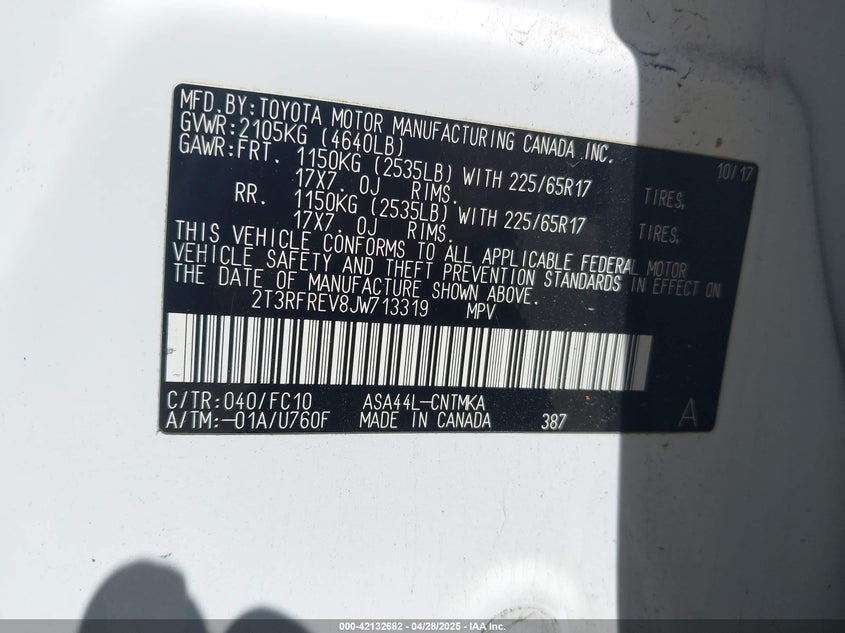 MFD. BY: TOYOTA MOTOR MANUFACTURING CANADA INC.
10/17
GVWR: 2105KG (4640LB)
GAWR: FRT. 1150KG (2535LB) WITH 225/65R17 TIRES,
17X7. 0J RIMS.
RR. 1150KG (2535LB) WITH 225/65R17 TIRES,
17X7. 0J RIMS.
THIS VEHICLE CONFORMS TO ALL APPLICABLE FEDERAL MOTOR
VEHICLE SAFETY AND THEFT PREVENTION STANDARDS IN EFFECT ON
THE DATE OF MANUFACTURE SHOWN ABOVE.
2T3RFREV8JW713319 MPV
C/TR: 040/FC10 ASA44L-CNTMKA
A/TM: -01A/U760F MADE IN CANADA 387 A
000-42132682 - 04/28/2025 - IAA Inc.